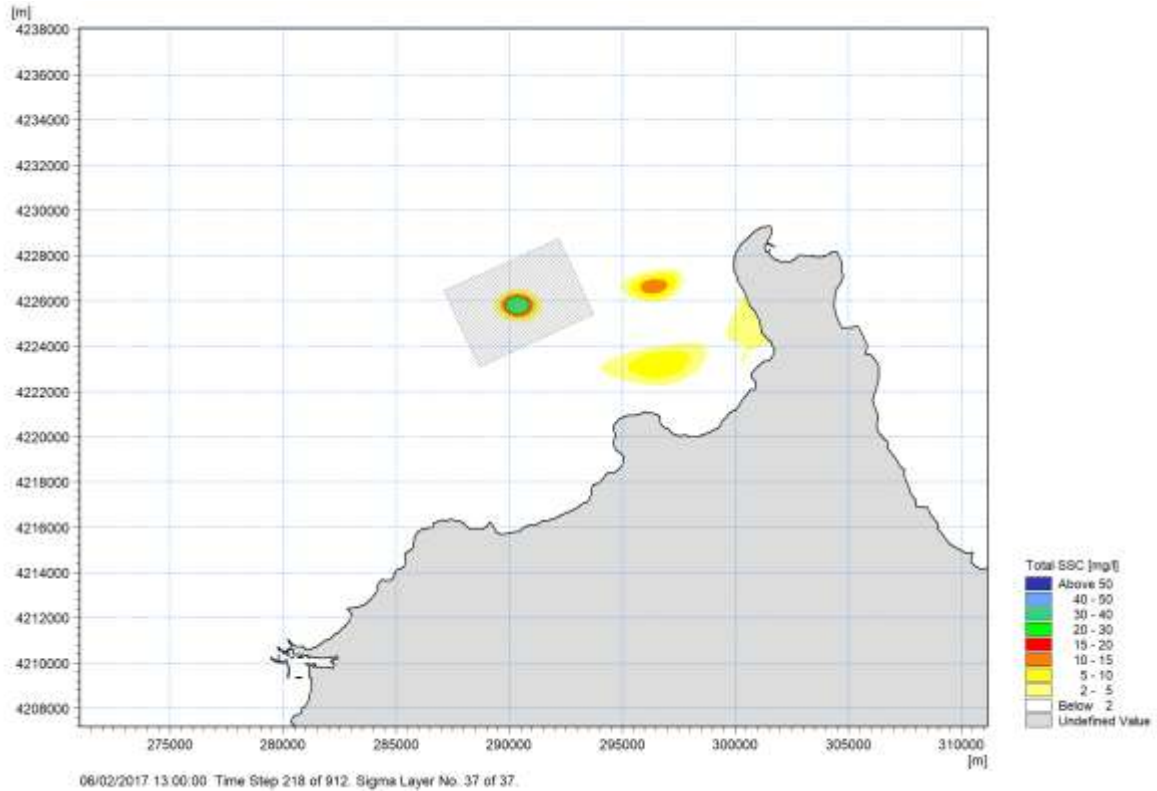 [m]
4238000
4236000
4234000
4232000
4230000
4228000
4226000
4224000
4222000
4220000
4218000
4216000
4214000
4212000
4210000
4208000
275000 280000 285000 290000 295000 300000 305000 310000
[m]
Total SSC [mg/l]
Above 50
40 - 50
30 - 40
20 - 30
15 - 20
10 - 15
5 - 10
2 - 5
Below 2
Undefined Value
06/02/2017 13:00:00 Time Step 218 of 912. Sigma Layer No. 37 of 37.